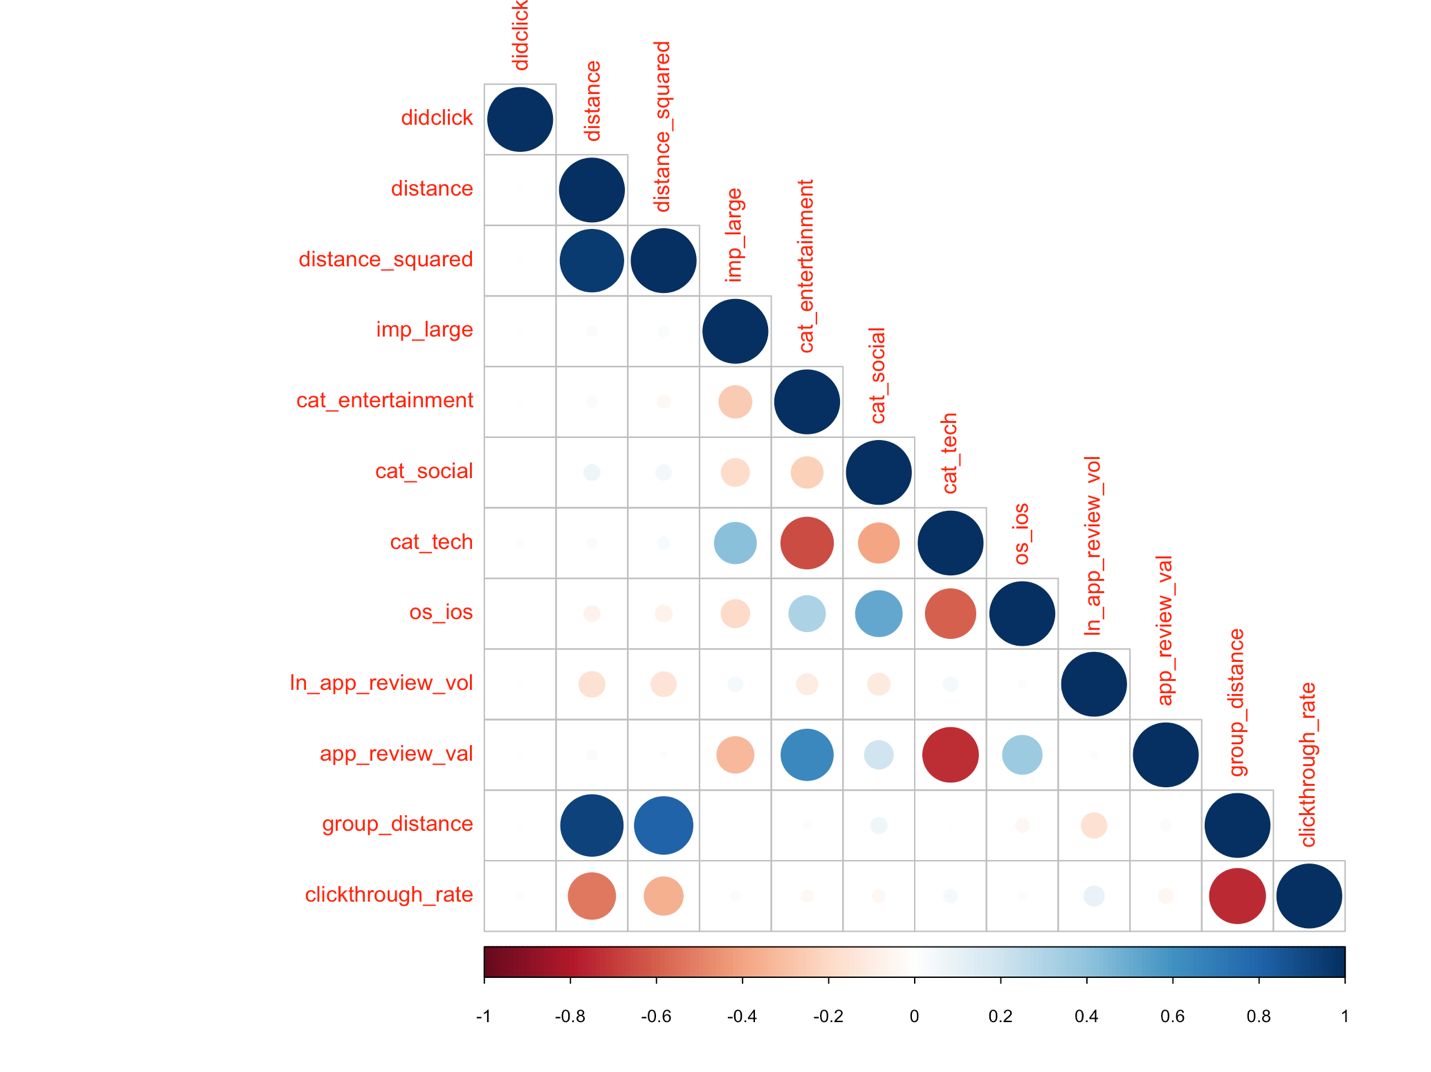 didclick
distance
distance_squared
imp_large
cat_entertainment
cat_social
cat_tech
os_ios
ln_app_review_vol
app_review_val
group_distance
clickthrough_rate
didclick
distance
distance_squared
imp_large
cat_entertainment
cat_social
cat_tech
os_ios
ln_app_review_vol
app_review_val
group_distance
clickthrough_rate
-1 -0.8 -0.6 -0.4 -0.2 0 0.2 0.4 0.6 0.8 1